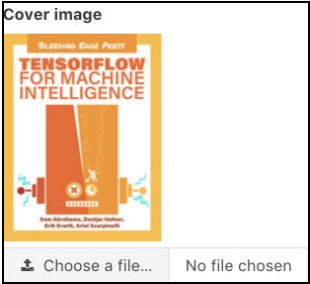 Cover image
BLEEDING EDGE PRESS
TENSORFLOW
FOR MACHINE
INTELLIGENCE
Sam Abrahams, Danijar Hafner,
Erik Erwitt, Ariel Scarpinelli
Choose a file... No file chosen